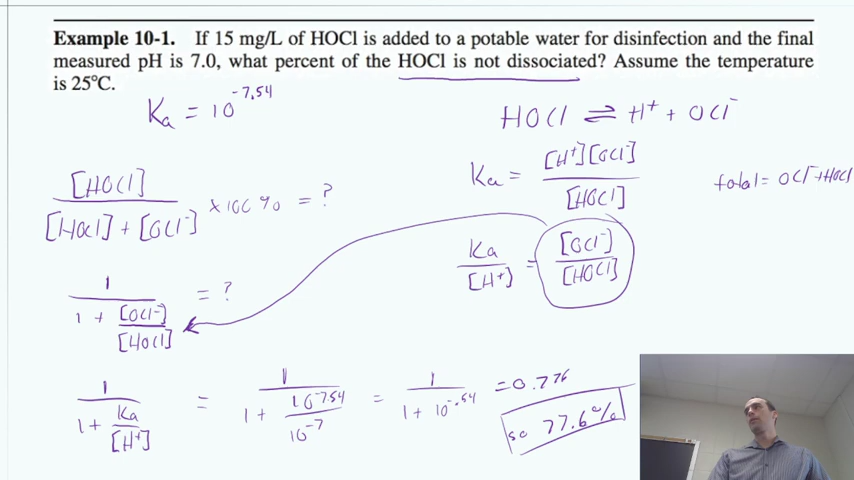 Example 10-1. If 15 mg/L of HOCl is added to a potable water for disinfection and the final
measured pH is 7.0, what percent of the HOCl is not dissociated? Assume the temperature
is 25°C.
Ka = 10^-7.54
HOCl ⇌ H+ + OCl-
Ka = [H+][OCl-] / [HOCl]
total = OCl- + HOCl
[HOCl] / [HOCl] + [OCl-] × 100 % = ?
Ka / [H+] = [OCl-] / [HOCl]
1 / 1 + [OCl-] / [HOCl] = ?
1 / 1 + Ka / [H+] = 1 / 1 + 10^-7.54 / 10^-7 = 1 / 1 + 10^-.54 = 0.776
so 77.6%